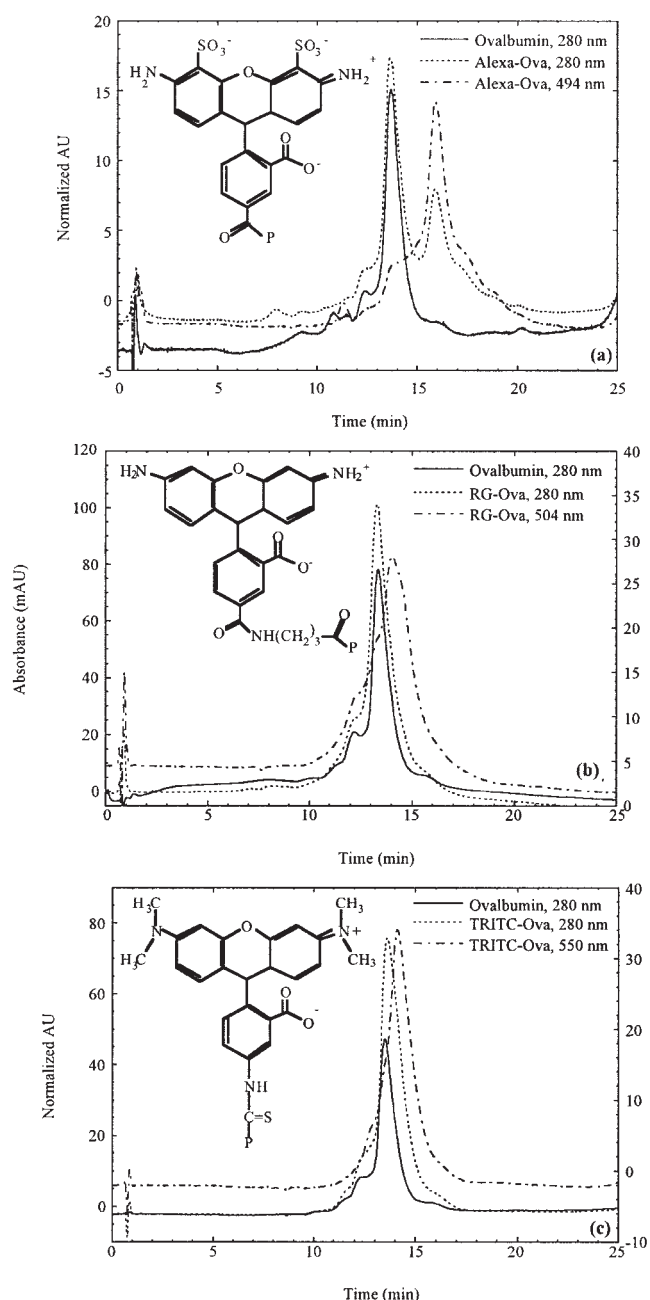 SO3- SO3-
H2N O NH2+
O
O-
O P
Ovalbumin, 280 nm
Alexa-Ova, 280 nm
Alexa-Ova, 494 nm
Normalized AU
20
15
10
5
0
-5
0 5 10 15 20 25
(a)
Time (min)
H2N O NH2+
O
O-
O NH(CH2)3 O
P
Ovalbumin, 280 nm
RG-Ova, 280 nm
RG-Ova, 504 nm
Absorbance (mAU)
120 40
100 35
80 30
60 25
40 20
20 15
0 10
5
0
0 5 10 15 20 25
(b)
Time (min)
H3C CH3
N O N+
H3C CH3
O
O-
NH
C=S
P
Ovalbumin, 280 nm
TRITC-Ova, 280 nm
TRITC-Ova, 550 nm
Normalized AU
80 40
60 30
40 20
20 10
0 0
-10
0 5 10 15 20 25
(c)
Time (min)